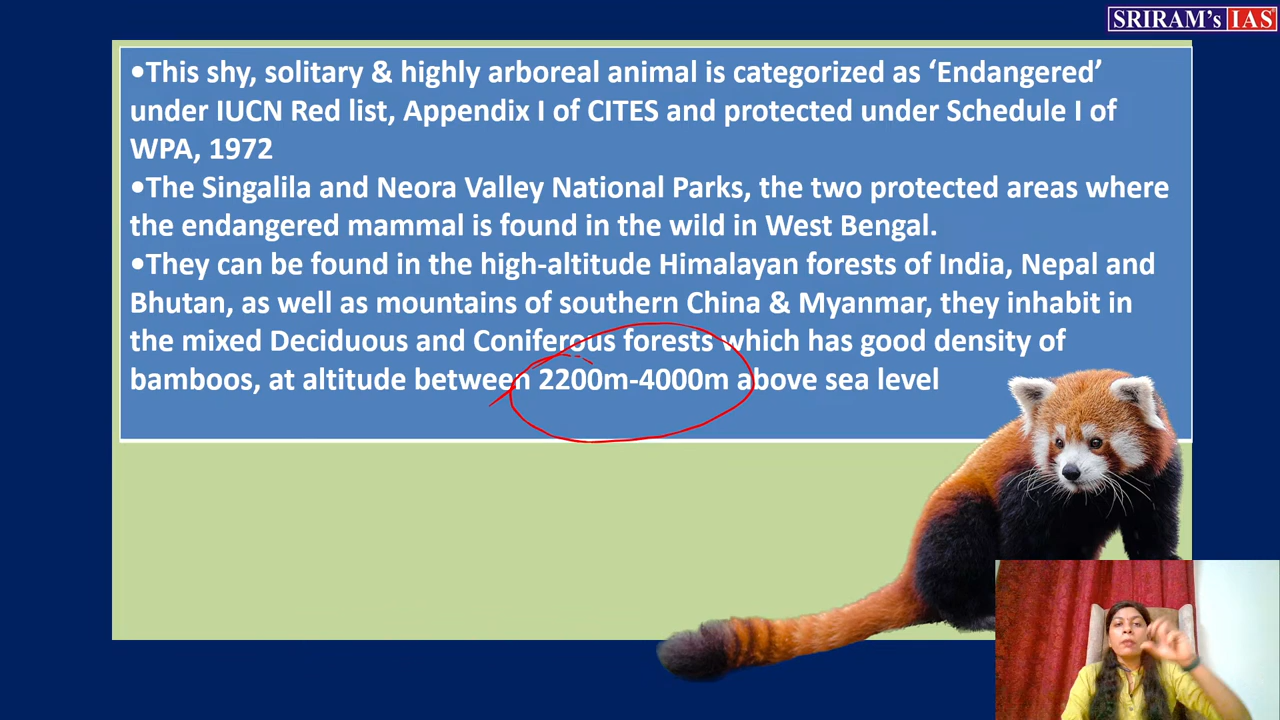 SRIRAM's IAS
•This shy, solitary & highly arboreal animal is categorized as ‘Endangered’
under IUCN Red list, Appendix I of CITES and protected under Schedule I of
WPA, 1972
•The Singalila and Neora Valley National Parks, the two protected areas where
the endangered mammal is found in the wild in West Bengal.
•They can be found in the high-altitude Himalayan forests of India, Nepal and
Bhutan, as well as mountains of southern China & Myanmar, they inhabit in
the mixed Deciduous and Coniferous forests which has good density of
bamboos, at altitude between 2200m-4000m above sea level